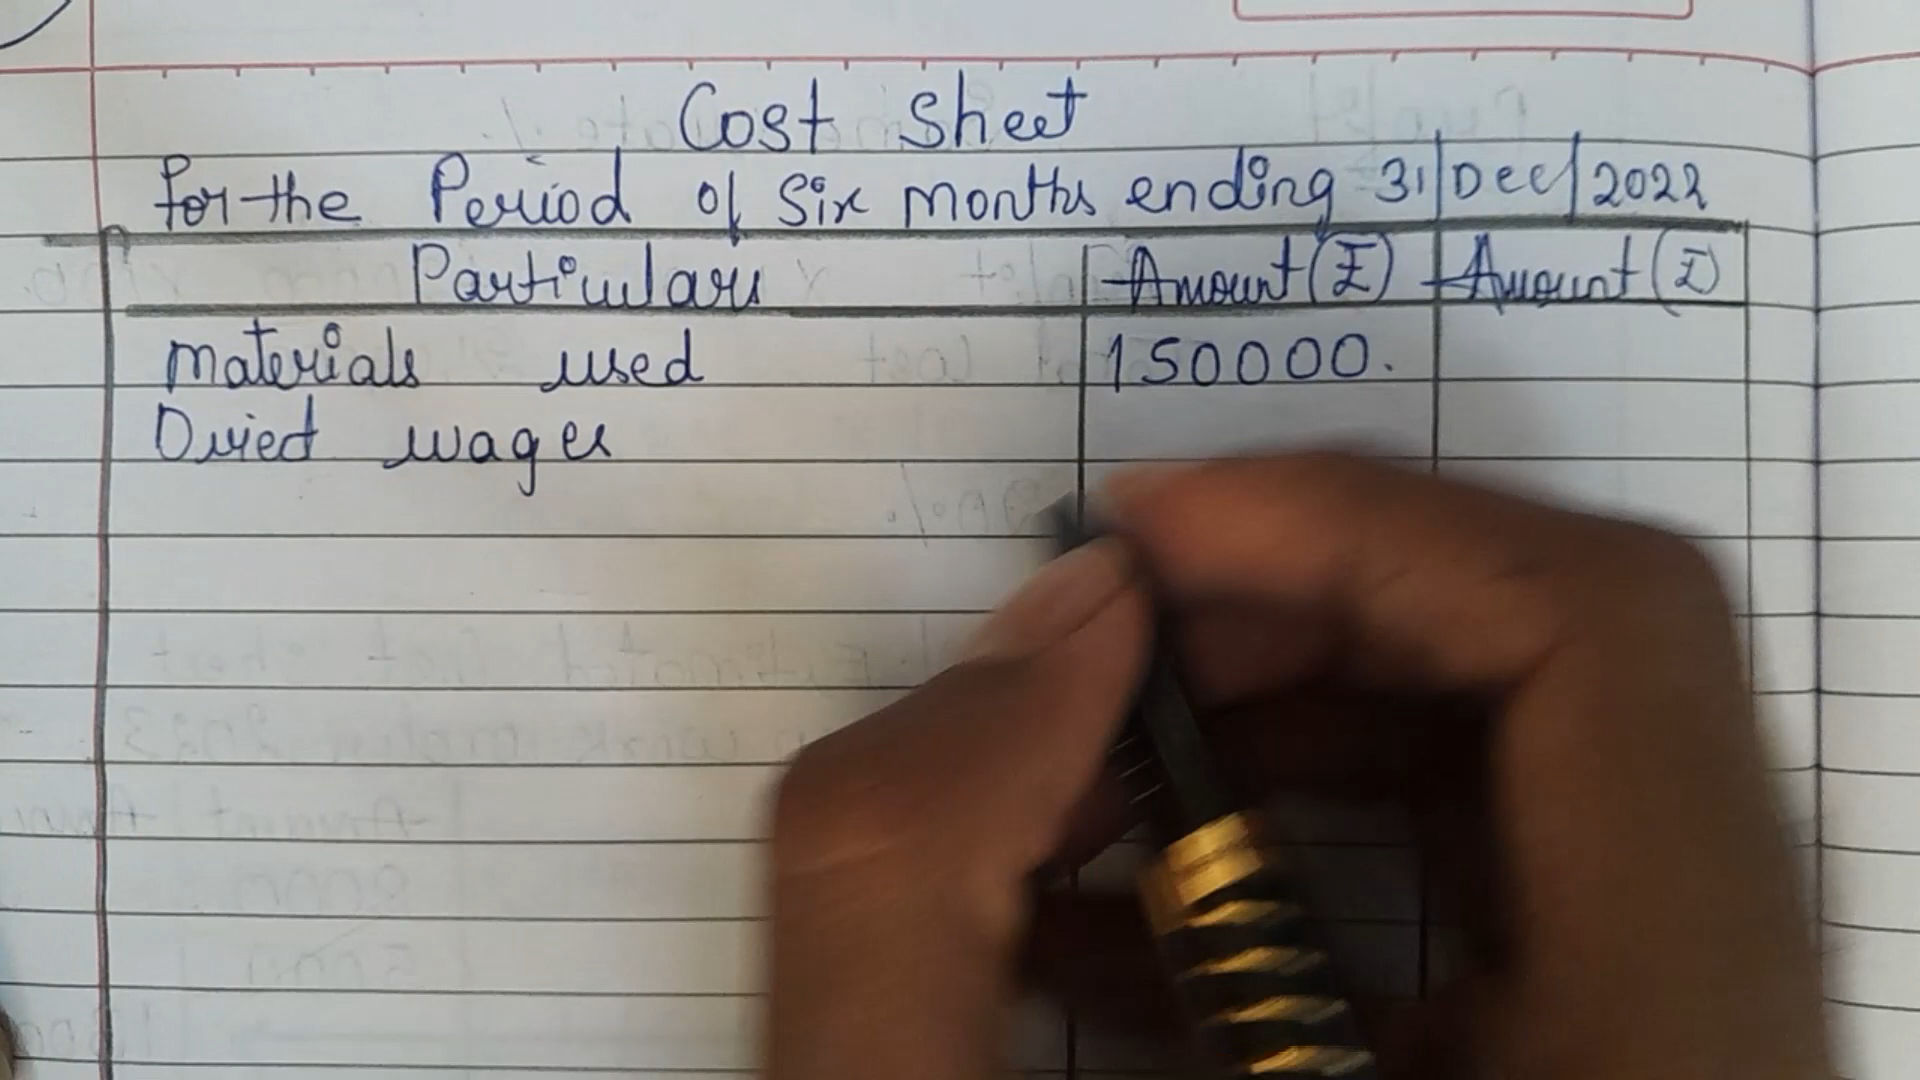 Cost Sheet
For the Period of Six months ending 31/Dec/2022
Particulars Amount(₹) Amount(₹)
Materials used 150000.
Direct wages